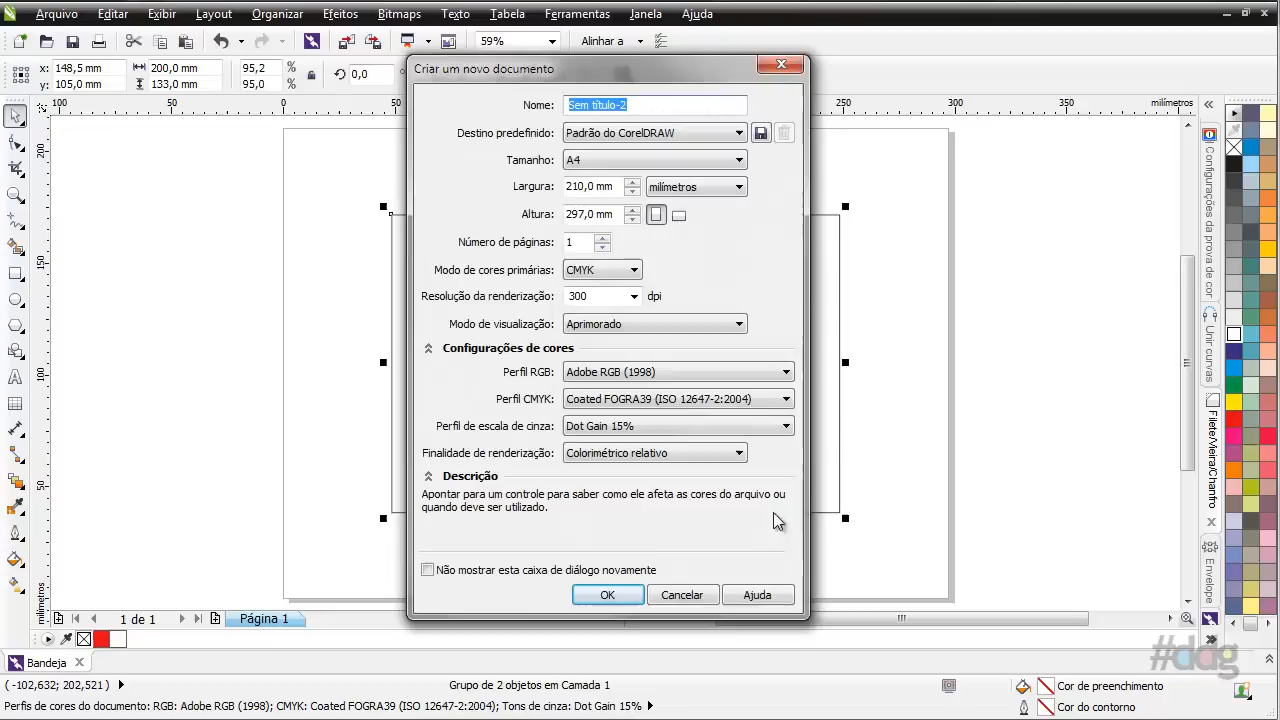 Arquivo Editar Exibir Layout Organizar Efeitos Bitmaps Texto Tabela Ferramentas Janela Ajuda
59% Alinhar a
x: 148,5 mm 200,0 mm 95,2 %
y: 105,0 mm 133,0 mm 95,0 % 0,0
Criar um novo documento
100 0 50 250 300 350 milímetros
Nome: Sem título-2
Destino predefinido: Padrão do CorelDRAW
Tamanho: A4
Largura: 210,0 mm milímetros
Altura: 297,0 mm
Número de páginas: 1
Modo de cores primárias: CMYK
Resolução da renderização: 300 dpi
Modo de visualização: Aprimorado
Configurações de cores
Perfil RGB: Adobe RGB (1998)
Perfil CMYK: Coated FOGRA39 (ISO 12647-2:2004)
Perfil de escala de cinza: Dot Gain 15%
Finalidade de renderização: Colorimétrico relativo
Descrição
Apontar para um controle para saber como ele afeta as cores do arquivo ou
quando deve ser utilizado.
Não mostrar esta caixa de diálogo novamente
OK Cancelar Ajuda
200
150
100
50
milímetros
Configurações da prova de cor
Unir curvas
Filete/Vieira/Chanfro
Envelope
1 de 1 Página 1
#ddg
Bandeja
(-102,632; 202,521) Grupo de 2 objetos em Camada 1 Cor de preenchimento
Perfis de cores do documento: RGB: Adobe RGB (1998); CMYK: Coated FOGRA39 (ISO 12647-2:2004); Tons de cinza: Dot Gain 15% Cor do contorno